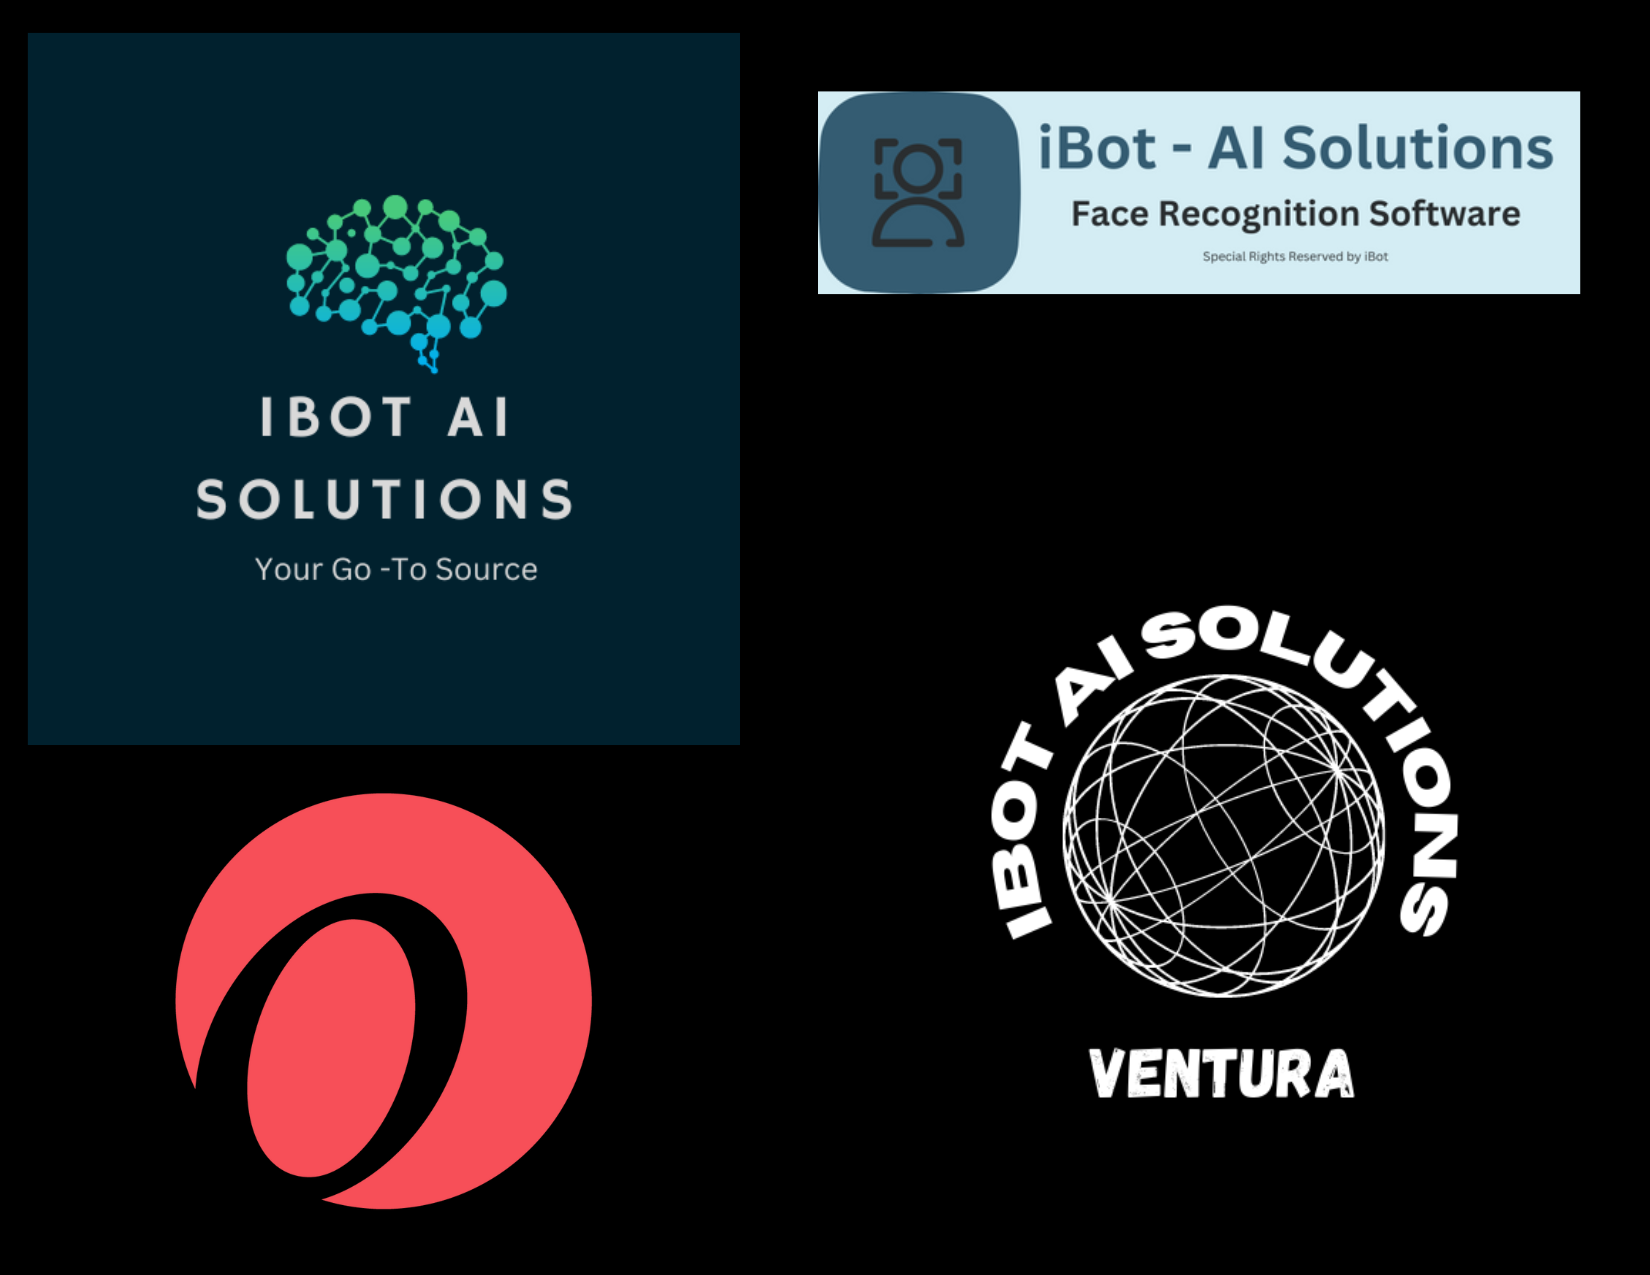 IBOT AI
SOLUTIONS
Your Go -To Source
iBot - AI Solutions
Face Recognition Software
Special Rights Reserved by iBot
IBOT AI SOLUTIONS
VENTURA